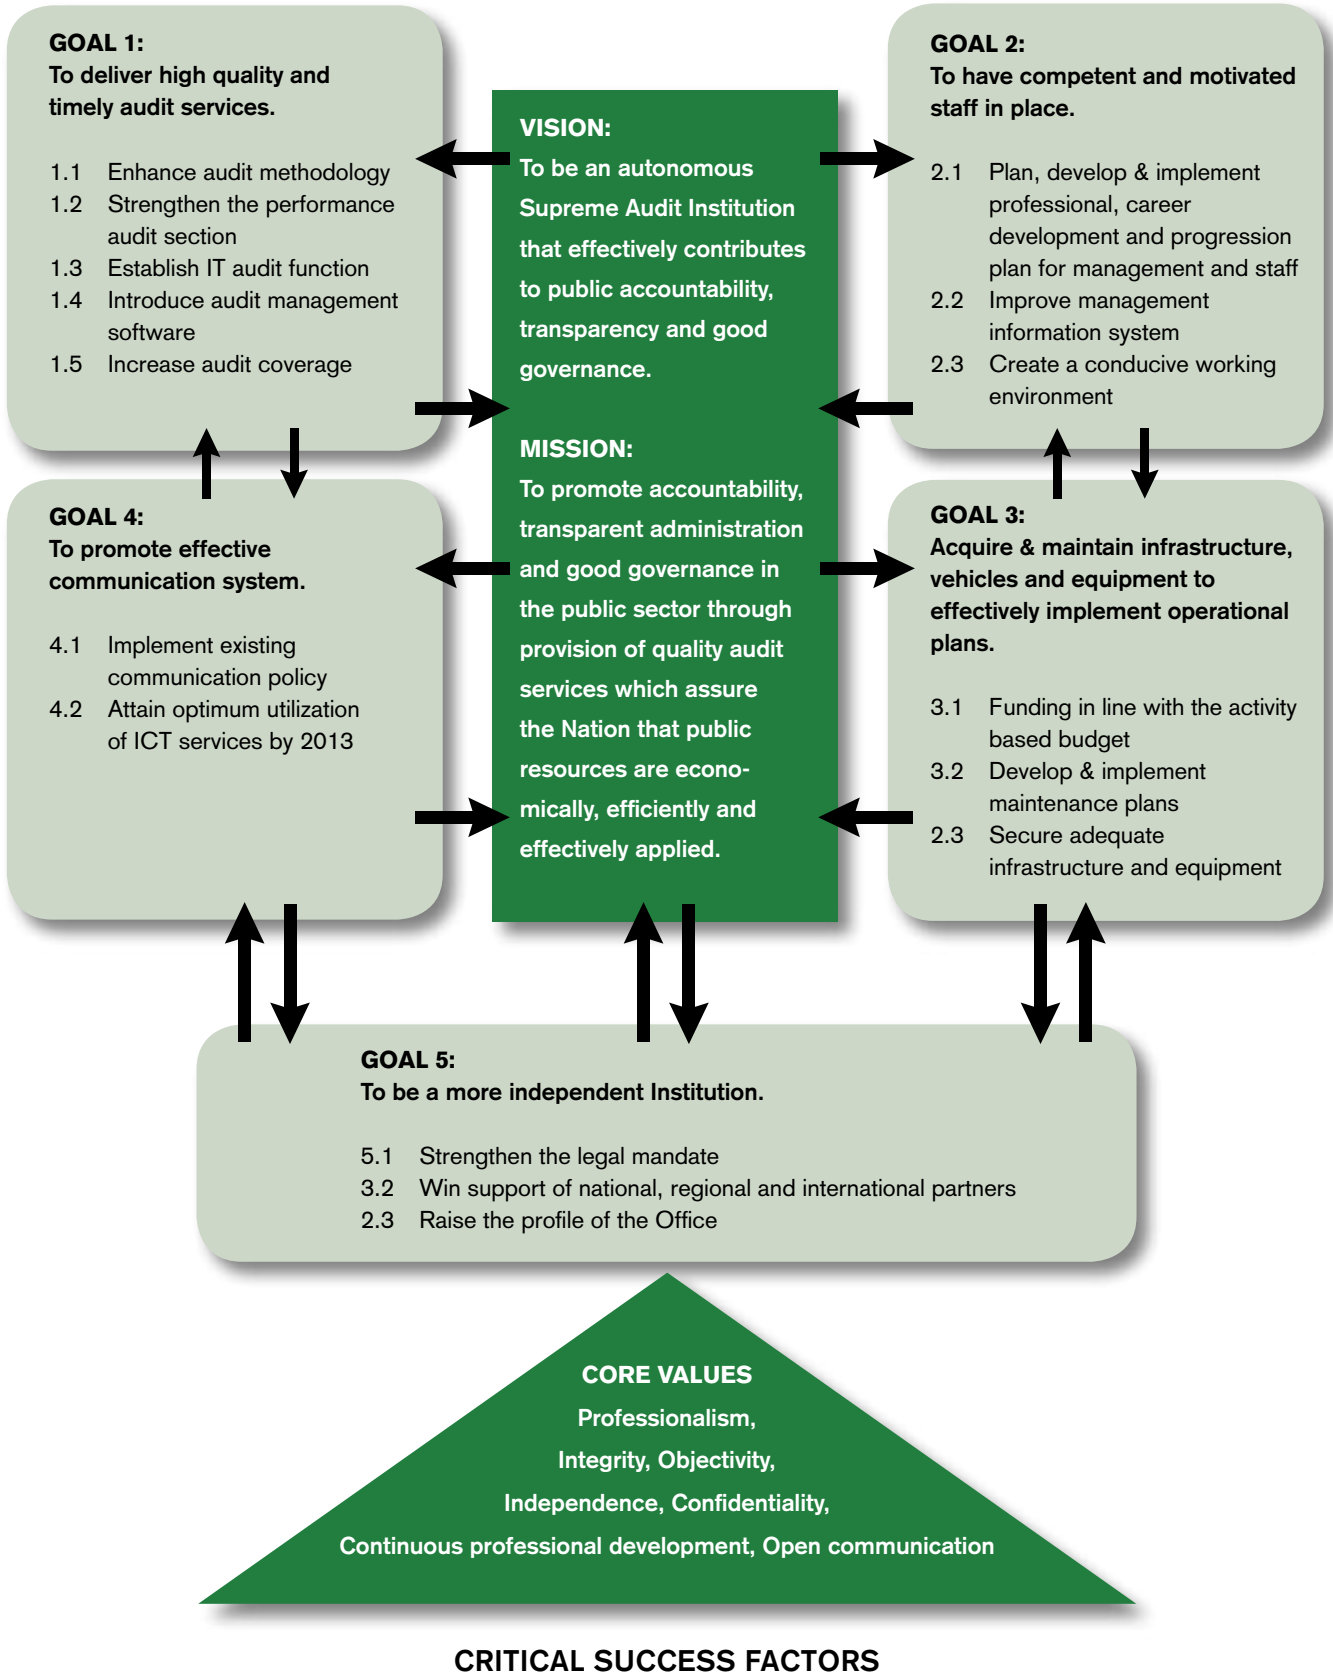 GOAL 1:
To deliver high quality and
timely audit services.
1.1 Enhance audit methodology
1.2 Strengthen the performance
audit section
1.3 Establish IT audit function
1.4 Introduce audit management
software
1.5 Increase audit coverage
VISION:
To be an autonomous
Supreme Audit Institution
that effectively contributes
to public accountability,
transparency and good
governance.
MISSION:
To promote accountability,
transparent administration
and good governance in
the public sector through
provision of quality audit
services which assure
the Nation that public
resources are econo-
mically, efficiently and
effectively applied.
GOAL 2:
To have competent and motivated
staff in place.
2.1 Plan, develop & implement
professional, career
development and progression
plan for management and staff
2.2 Improve management
information system
2.3 Create a conducive working
environment
GOAL 4:
To promote effective
communication system.
4.1 Implement existing
communication policy
4.2 Attain optimum utilization
of ICT services by 2013
GOAL 3:
Acquire & maintain infrastructure,
vehicles and equipment to
effectively implement operational
plans.
3.1 Funding in line with the activity
based budget
3.2 Develop & implement
maintenance plans
2.3 Secure adequate
infrastructure and equipment
GOAL 5:
To be a more independent Institution.
5.1 Strengthen the legal mandate
3.2 Win support of national, regional and international partners
2.3 Raise the profile of the Office
CORE VALUES
Professionalism,
Integrity, Objectivity,
Independence, Confidentiality,
Continuous professional development, Open communication
CRITICAL SUCCESS FACTORS